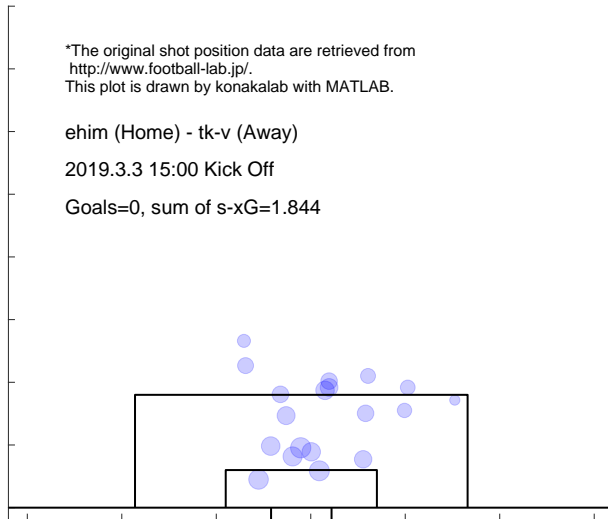 *The original shot position data are retrieved from
http://www.football-lab.jp/.
This plot is drawn by konakalab with MATLAB.
ehim (Home) - tk-v (Away)
2019.3.3 15:00 Kick Off
Goals=0, sum of s-xG=1.844